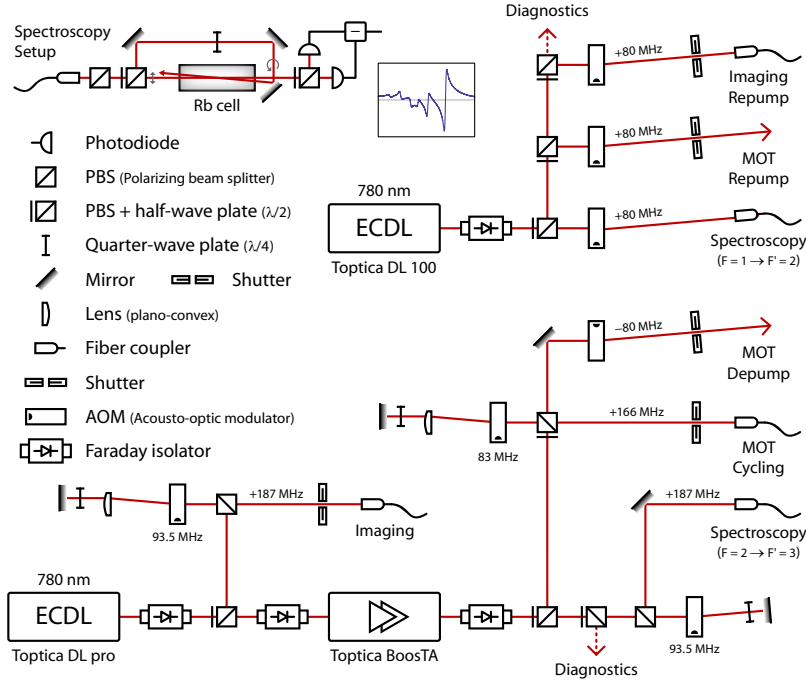 Spectroscopy
Setup
Rb cell
−
Photodiode
PBS (Polarizing beam splitter)
PBS + half-wave plate (λ/2)
Quarter-wave plate (λ/4)
Mirror
Shutter
Lens (plano-convex)
Fiber coupler
Shutter
AOM (Acousto-optic modulator)
Faraday isolator
Diagnostics
+80 MHz
Imaging
Repump
+80 MHz
MOT
Repump
780 nm
ECDL
Toptica DL 100
+80 MHz
Spectroscopy
(F = 1 → F' = 2)
−80 MHz
MOT
Depump
83 MHz
+166 MHz
MOT
Cycling
93.5 MHz
+187 MHz
Imaging
+187 MHz
Spectroscopy
(F = 2 → F' = 3)
780 nm
ECDL
Toptica DL pro
Toptica BoosTA
Diagnostics
93.5 MHz